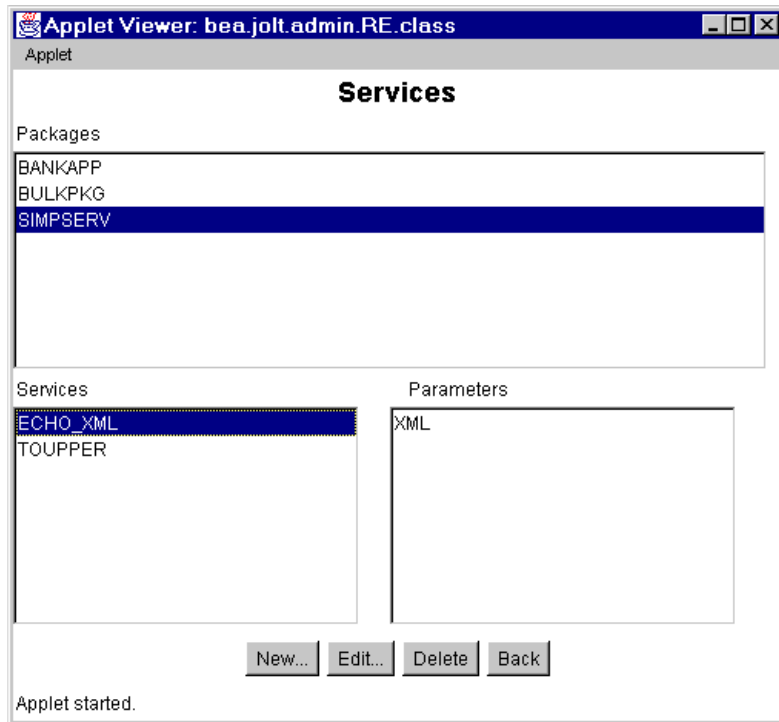 Applet Viewer: bea.jolt.admin.RE.class
Applet
Services
Packages
BANKAPP
BULKPKG
SIMPSERV
Services
Parameters
ECHO_XML
XML
TOUPPER
New... Edit... Delete Back
Applet started.